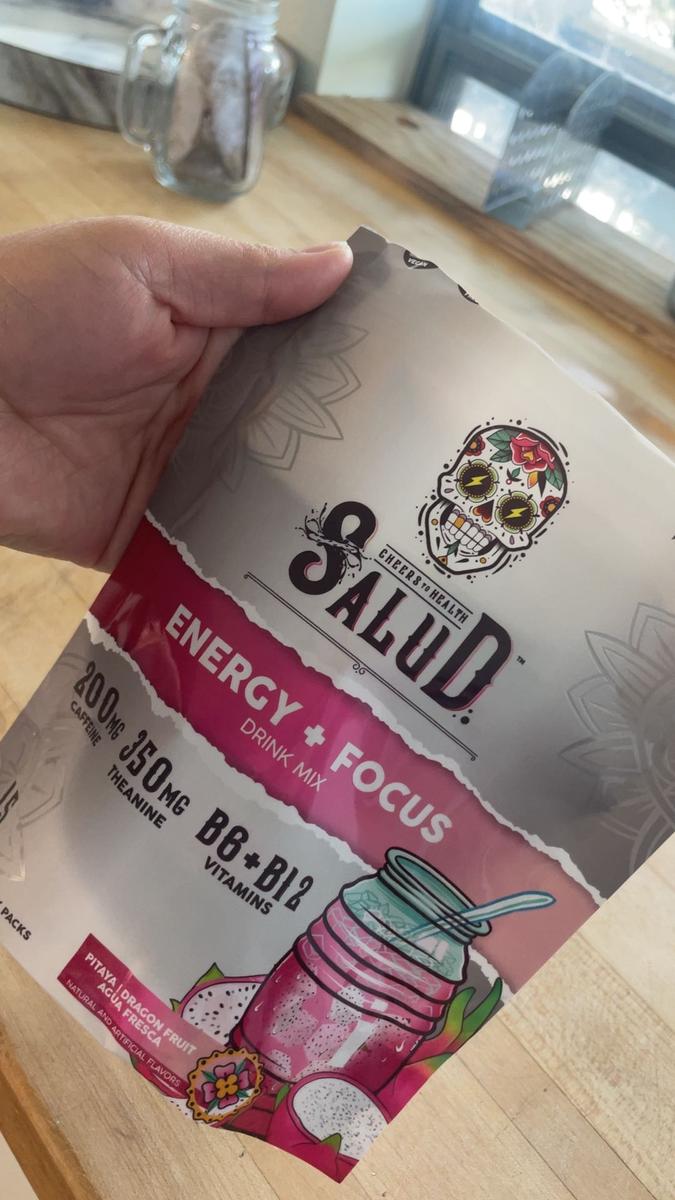 VEGAN
SALUD™
CHEERS TO HEALTH
ENERGY + FOCUS
DRINK MIX
200MG
CAFFEINE
350MG
THEANINE
B6+B12
VITAMINS
PACKS
PITAYA | DRAGON FRUIT
AGUA FRESCA
NATURAL AND ARTIFICIAL FLAVORS